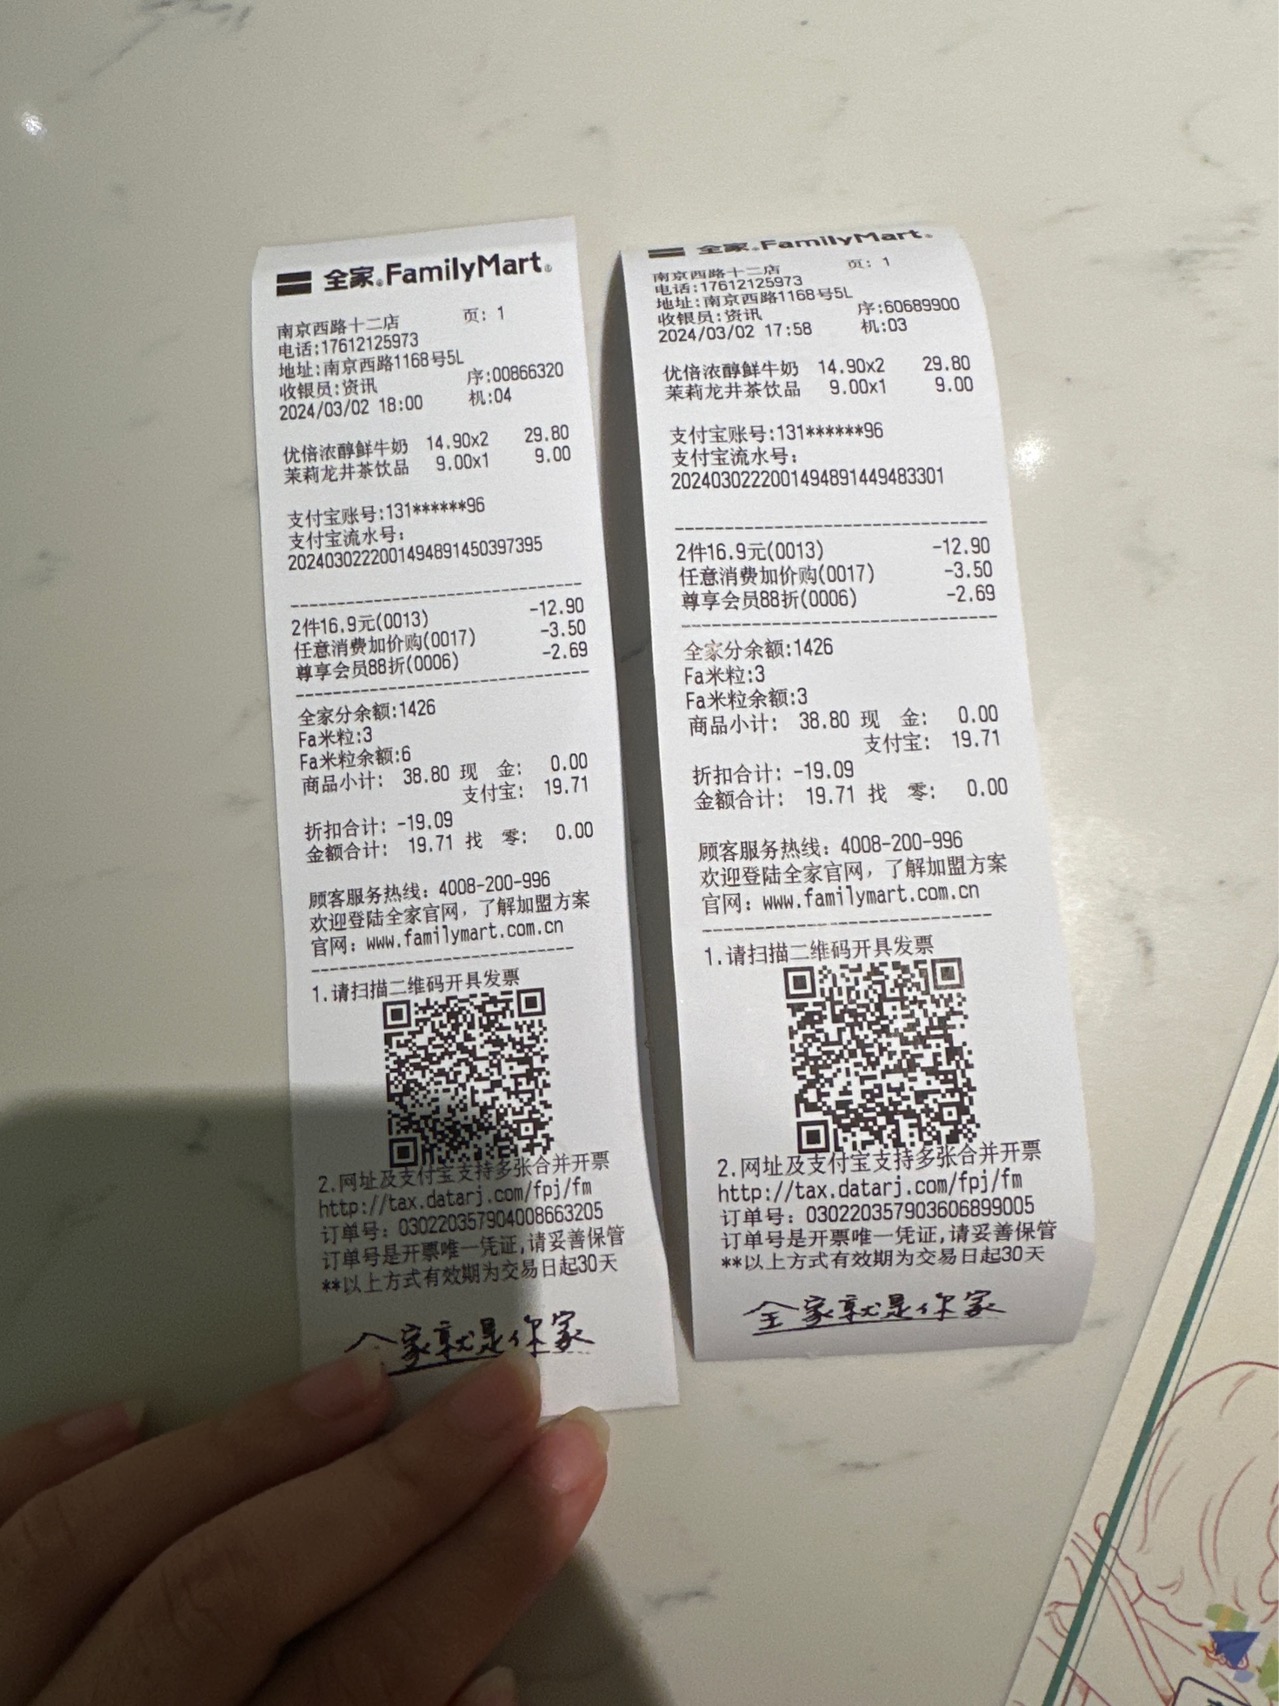 全家 FamilyMart
南京西路十二店 页: 1
电话:17612125973
地址:南京西路1168号5L
收银员:资讯 序:00866320
2024/03/02 18:00 机:04
优倍浓醇鲜牛奶 14.90x2 29.80
茉莉龙井茶饮品 9.00x1 9.00
支付宝账号:131******96
支付宝流水号:
2024030222001494891450397395
2件16.9元(0013) -12.90
任意消费加价购(0017) -3.50
尊享会员88折(0006) -2.69
全家分余额:1426
Fa米粒:3
Fa米粒余额:6
商品小计: 38.80 现 金: 0.00
支付宝: 19.71
折扣合计: -19.09
金额合计: 19.71 找 零: 0.00
顾客服务热线: 4008-200-996
欢迎登陆全家官网, 了解加盟方案
官网: www.familymart.com.cn
1.请扫描二维码开具发票
2.网址及支付宝支持多张合并开票
http://tax.datarj.com/fpj/fm
订单号: 030220357904008663205
订单号是开票唯一凭证,请妥善保管
**以上方式有效期为交易日起30天
全家就是你家
全家 FamilyMart
南京西路十二店 页: 1
电话:17612125973
地址:南京西路1168号5L
收银员:资讯 序:60689900
2024/03/02 17:58 机:03
优倍浓醇鲜牛奶 14.90x2 29.80
茉莉龙井茶饮品 9.00x1 9.00
支付宝账号:131******96
支付宝流水号:
2024030222001494891449483301
2件16.9元(0013) -12.90
任意消费加价购(0017) -3.50
尊享会员88折(0006) -2.69
全家分余额:1426
Fa米粒:3
Fa米粒余额:3
商品小计: 38.80 现 金: 0.00
支付宝: 19.71
折扣合计: -19.09
金额合计: 19.71 找 零: 0.00
顾客服务热线: 4008-200-996
欢迎登陆全家官网, 了解加盟方案
官网: www.familymart.com.cn
1.请扫描二维码开具发票
2.网址及支付宝支持多张合并开票
http://tax.datarj.com/fpj/fm
订单号: 030220357903606899005
订单号是开票唯一凭证,请妥善保管
**以上方式有效期为交易日起30天
全家就是你家